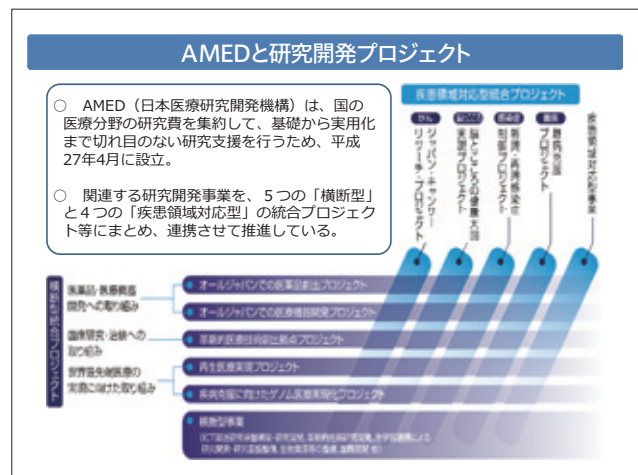 AMEDと研究開発プロジェクト
○ AMED（日本医療研究開発機構）は、国の
医療分野の研究費を集約して、基礎から実用化
まで切れ目のない研究支援を行うため、平成
27年4月に設立。
○ 関連する研究開発事業を、５つの「横断型」
と４つの「疾患領域対応型」の統合プロジェク
ト等にまとめ、連携させて推進している。
疾患領域対応型統合プロジェクト
がん
ジャパン・キャンサー
リサーチ・プロジェクト
脳とこころの健康大国
実現プロジェクト
感染症
新興・再興感染症
制御プロジェクト
難病
難病克服
プロジェクト
疾患領域対応型事業
横断型統合プロジェクト
医薬品・医療機器
開発への取り組み
オールジャパンでの医薬品創出プロジェクト
オールジャパンでの医療機器開発プロジェクト
臨床研究・治験への
取り組み
革新的医療技術創出拠点プロジェクト
世界最先端医療の
実現に向けた取り組み
再生医療実現プロジェクト
疾病克服に向けたゲノム医療実現化プロジェクト
横断型事業